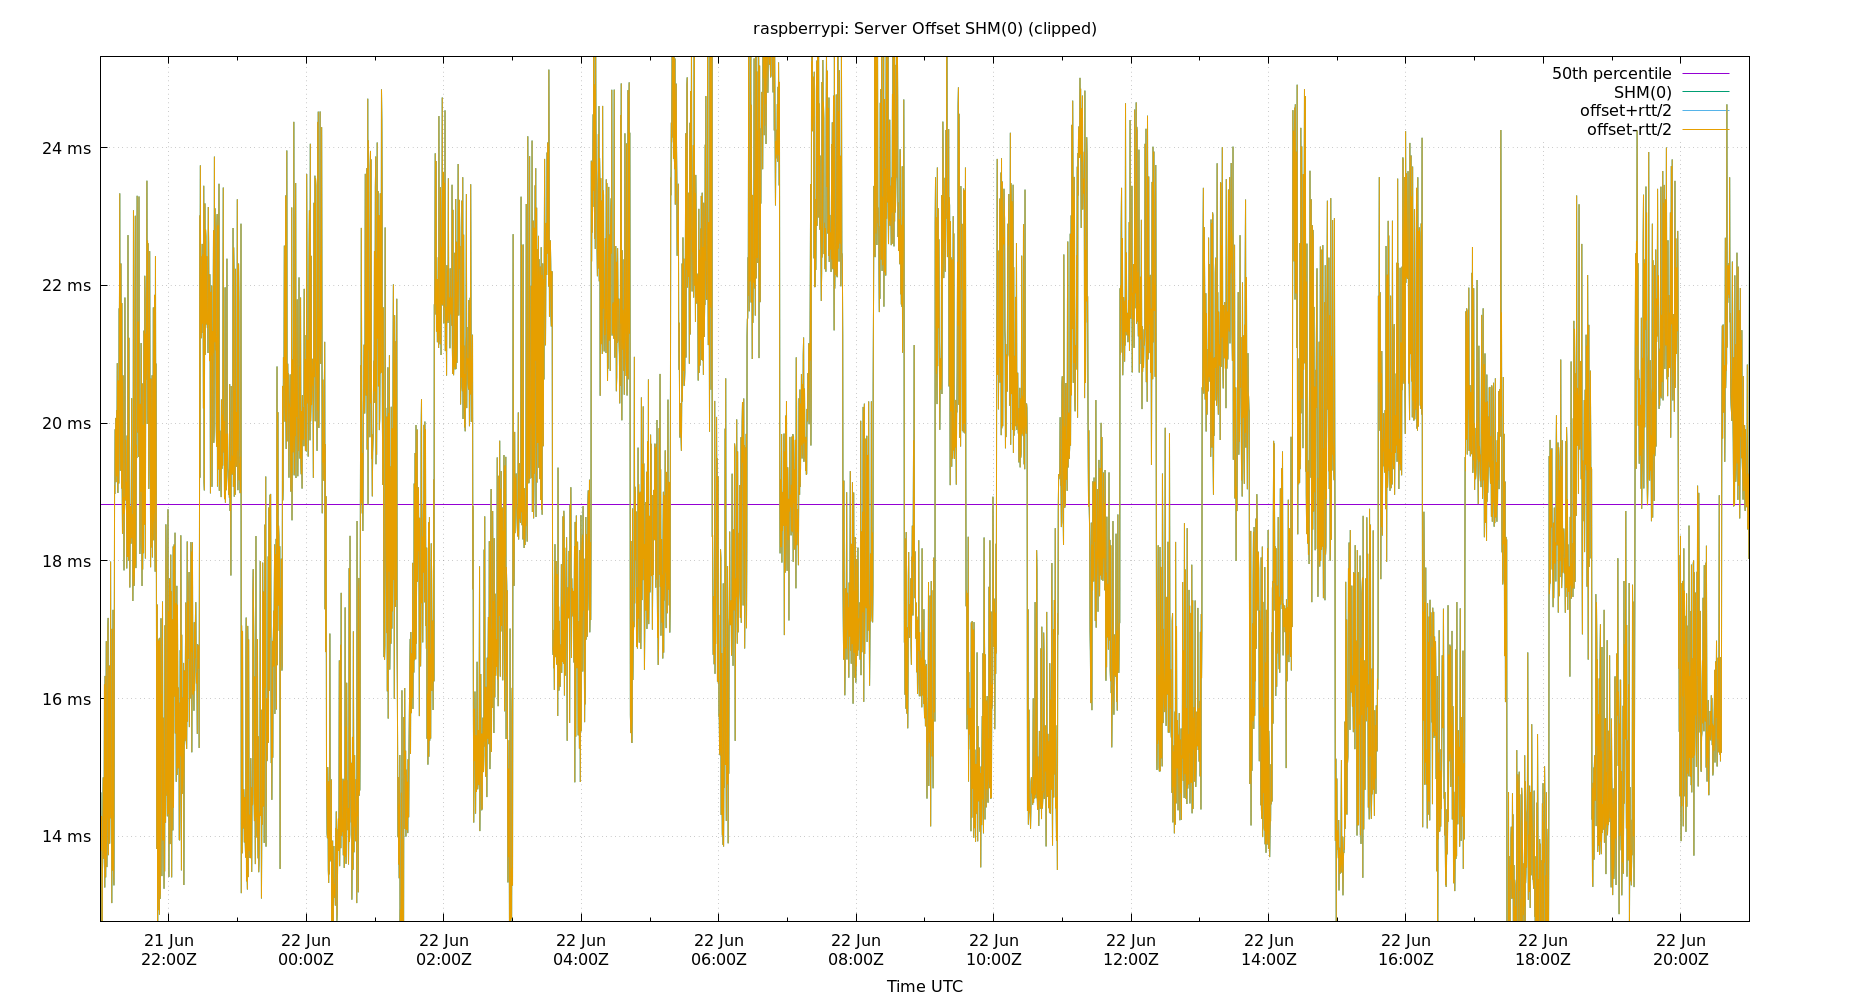 raspberrypi: Server Offset SHM(0) (clipped)
50th percentile
SHM(0)
offset+rtt/2
offset-rtt/2
24 ms
22 ms
20 ms
18 ms
16 ms
14 ms
21 Jun 22 Jun 22 Jun 22 Jun 22 Jun 22 Jun 22 Jun 22 Jun 22 Jun 22 Jun 22 Jun 22 Jun
22:00Z 00:00Z 02:00Z 04:00Z 06:00Z 08:00Z 10:00Z 12:00Z 14:00Z 16:00Z 18:00Z 20:00Z
Time UTC